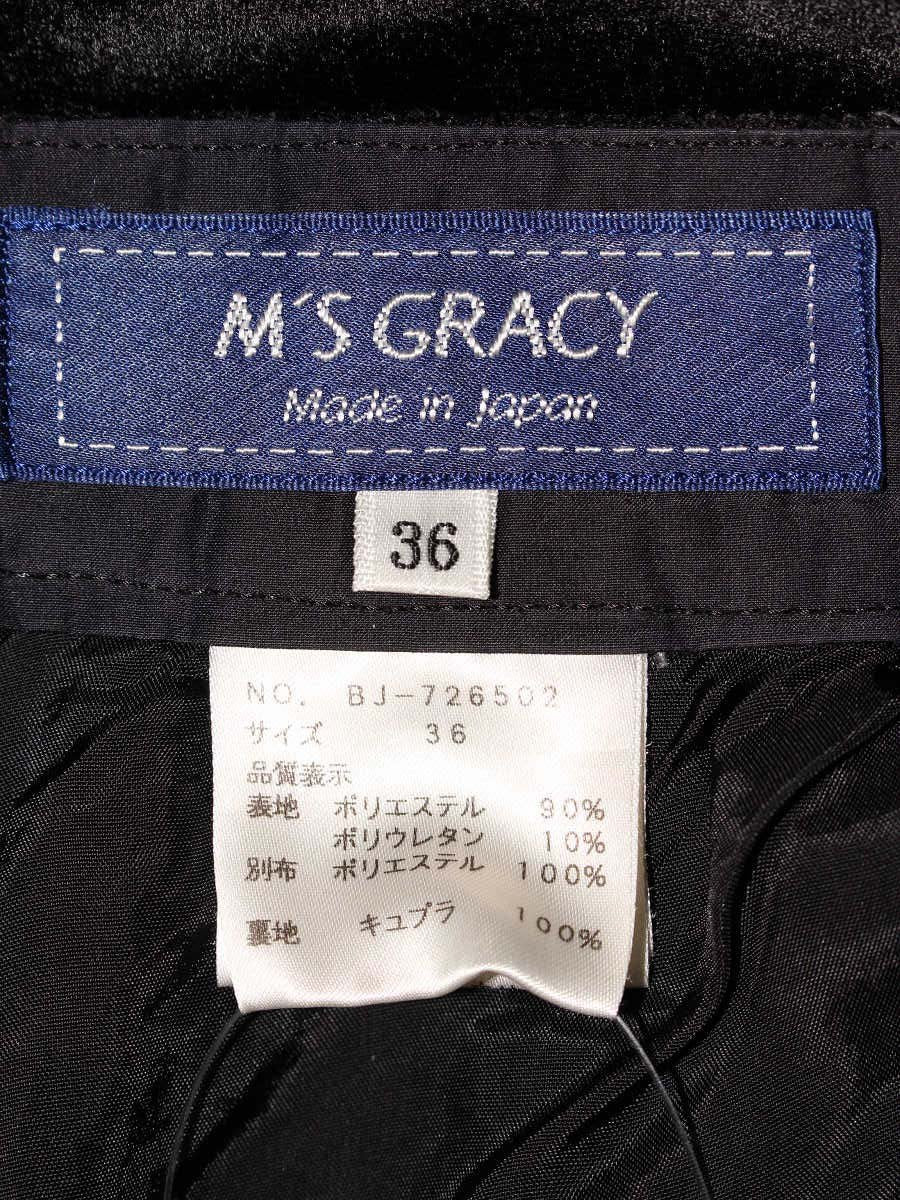 M'S GRACY
Made in Japan
36
NO. BJ-726502
サイズ 36
品質表示
表地 ポリエステル 90%
ポリウレタン 10%
別布 ポリエステル 100%
裏地 キュプラ 100%